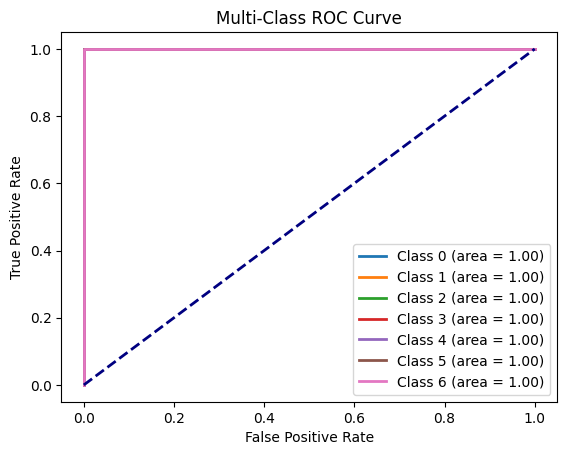 Multi-Class ROC Curve
True Positive Rate
1.0
0.8
0.6
0.4
0.2
0.0
Class 0 (area = 1.00)
Class 1 (area = 1.00)
Class 2 (area = 1.00)
Class 3 (area = 1.00)
Class 4 (area = 1.00)
Class 5 (area = 1.00)
Class 6 (area = 1.00)
0.0 0.2 0.4 0.6 0.8 1.0
False Positive Rate